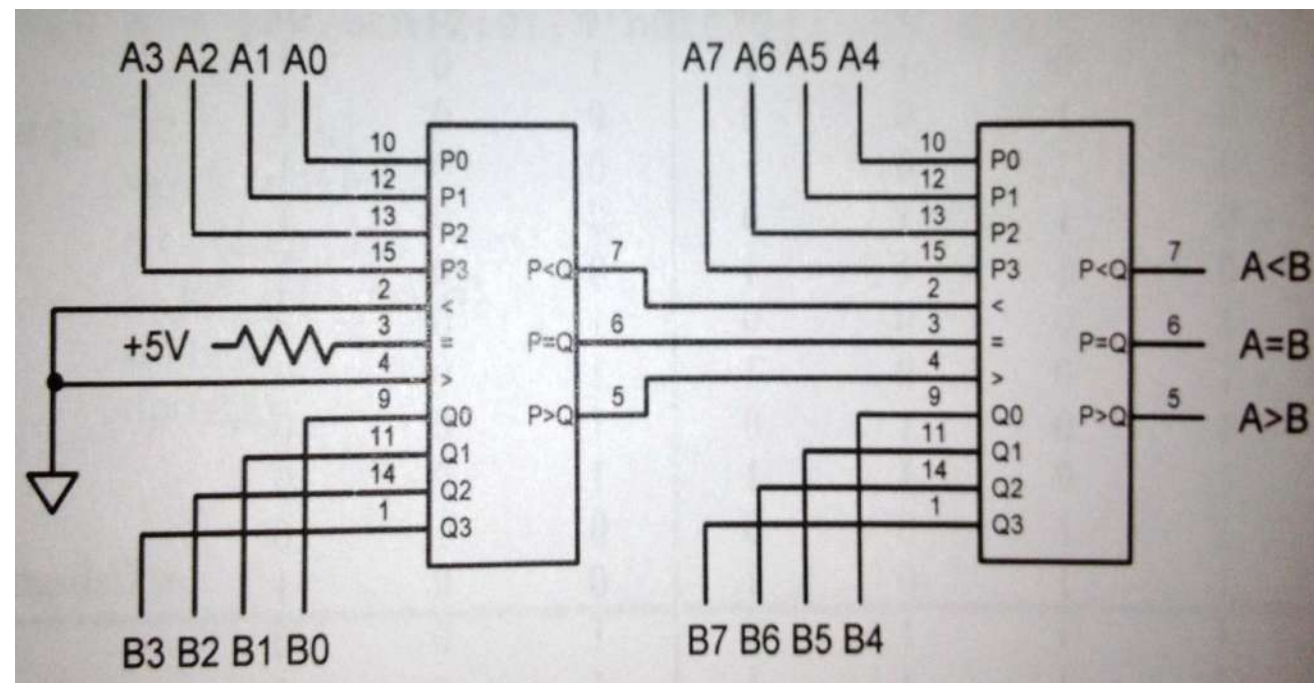 A3 A2 A1 A0
A7 A6 A5 A4
10 P0
12 P1
13 P2
15 P3
2 <
+5V 3 =
4 >
9 Q0
11 Q1
14 Q2
1 Q3
P<Q 7
P=Q 6
P>Q 5
B3 B2 B1 B0
10 P0
12 P1
13 P2
15 P3
2 <
3 =
4 >
9 Q0
11 Q1
14 Q2
1 Q3
P<Q 7 A<B
P=Q 6 A=B
P>Q 5 A>B
B7 B6 B5 B4